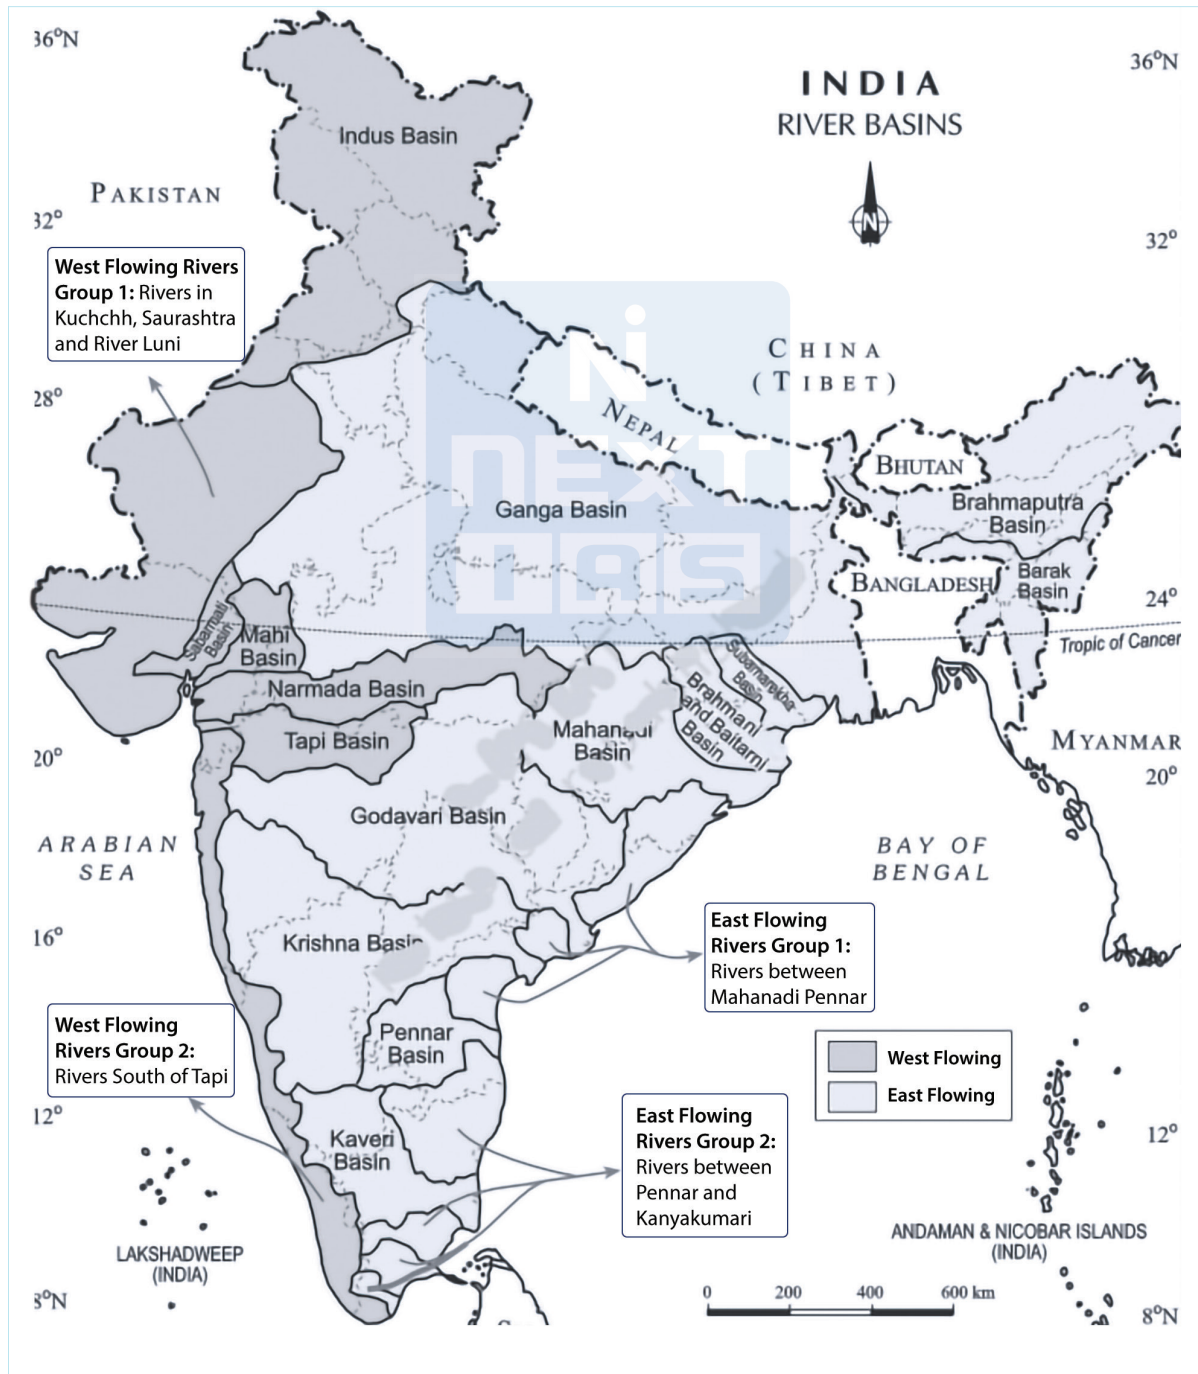 36°N
36°N
INDIA
RIVER BASINS
N
Indus Basin
PAKISTAN
32°
32°
West Flowing Rivers
Group 1: Rivers in
Kuchchh, Saurashtra
and River Luni
CHINA
(TIBET)
28°
NEPAL
BHUTAN
NEXT
IAS
Ganga Basin
Brahmaputra
Basin
BANGLADESH
Barak
Basin
24°
Tropic of Cancer
Sabarmati
Basin
Mahi
Basin
Subarnarekha
Basin
Narmada Basin
Brahmani
and Baitarni
Basin
Tapi Basin
Mahanadi
Basin
MYANMAR
20°
20°
Godavari Basin
ARABIAN
SEA
BAY OF
BENGAL
16°
Krishna Basin
East Flowing
Rivers Group 1:
Rivers between
Mahanadi Pennar
West Flowing
Rivers Group 2:
Rivers South of Tapi
Pennar
Basin
West Flowing
East Flowing
12°
12°
Kaveri
Basin
East Flowing
Rivers Group 2:
Rivers between
Pennar and
Kanyakumari
LAKSHADWEEP
(INDIA)
ANDAMAN & NICOBAR ISLANDS
(INDIA)
8°N
8°N
0 200 400 600 km